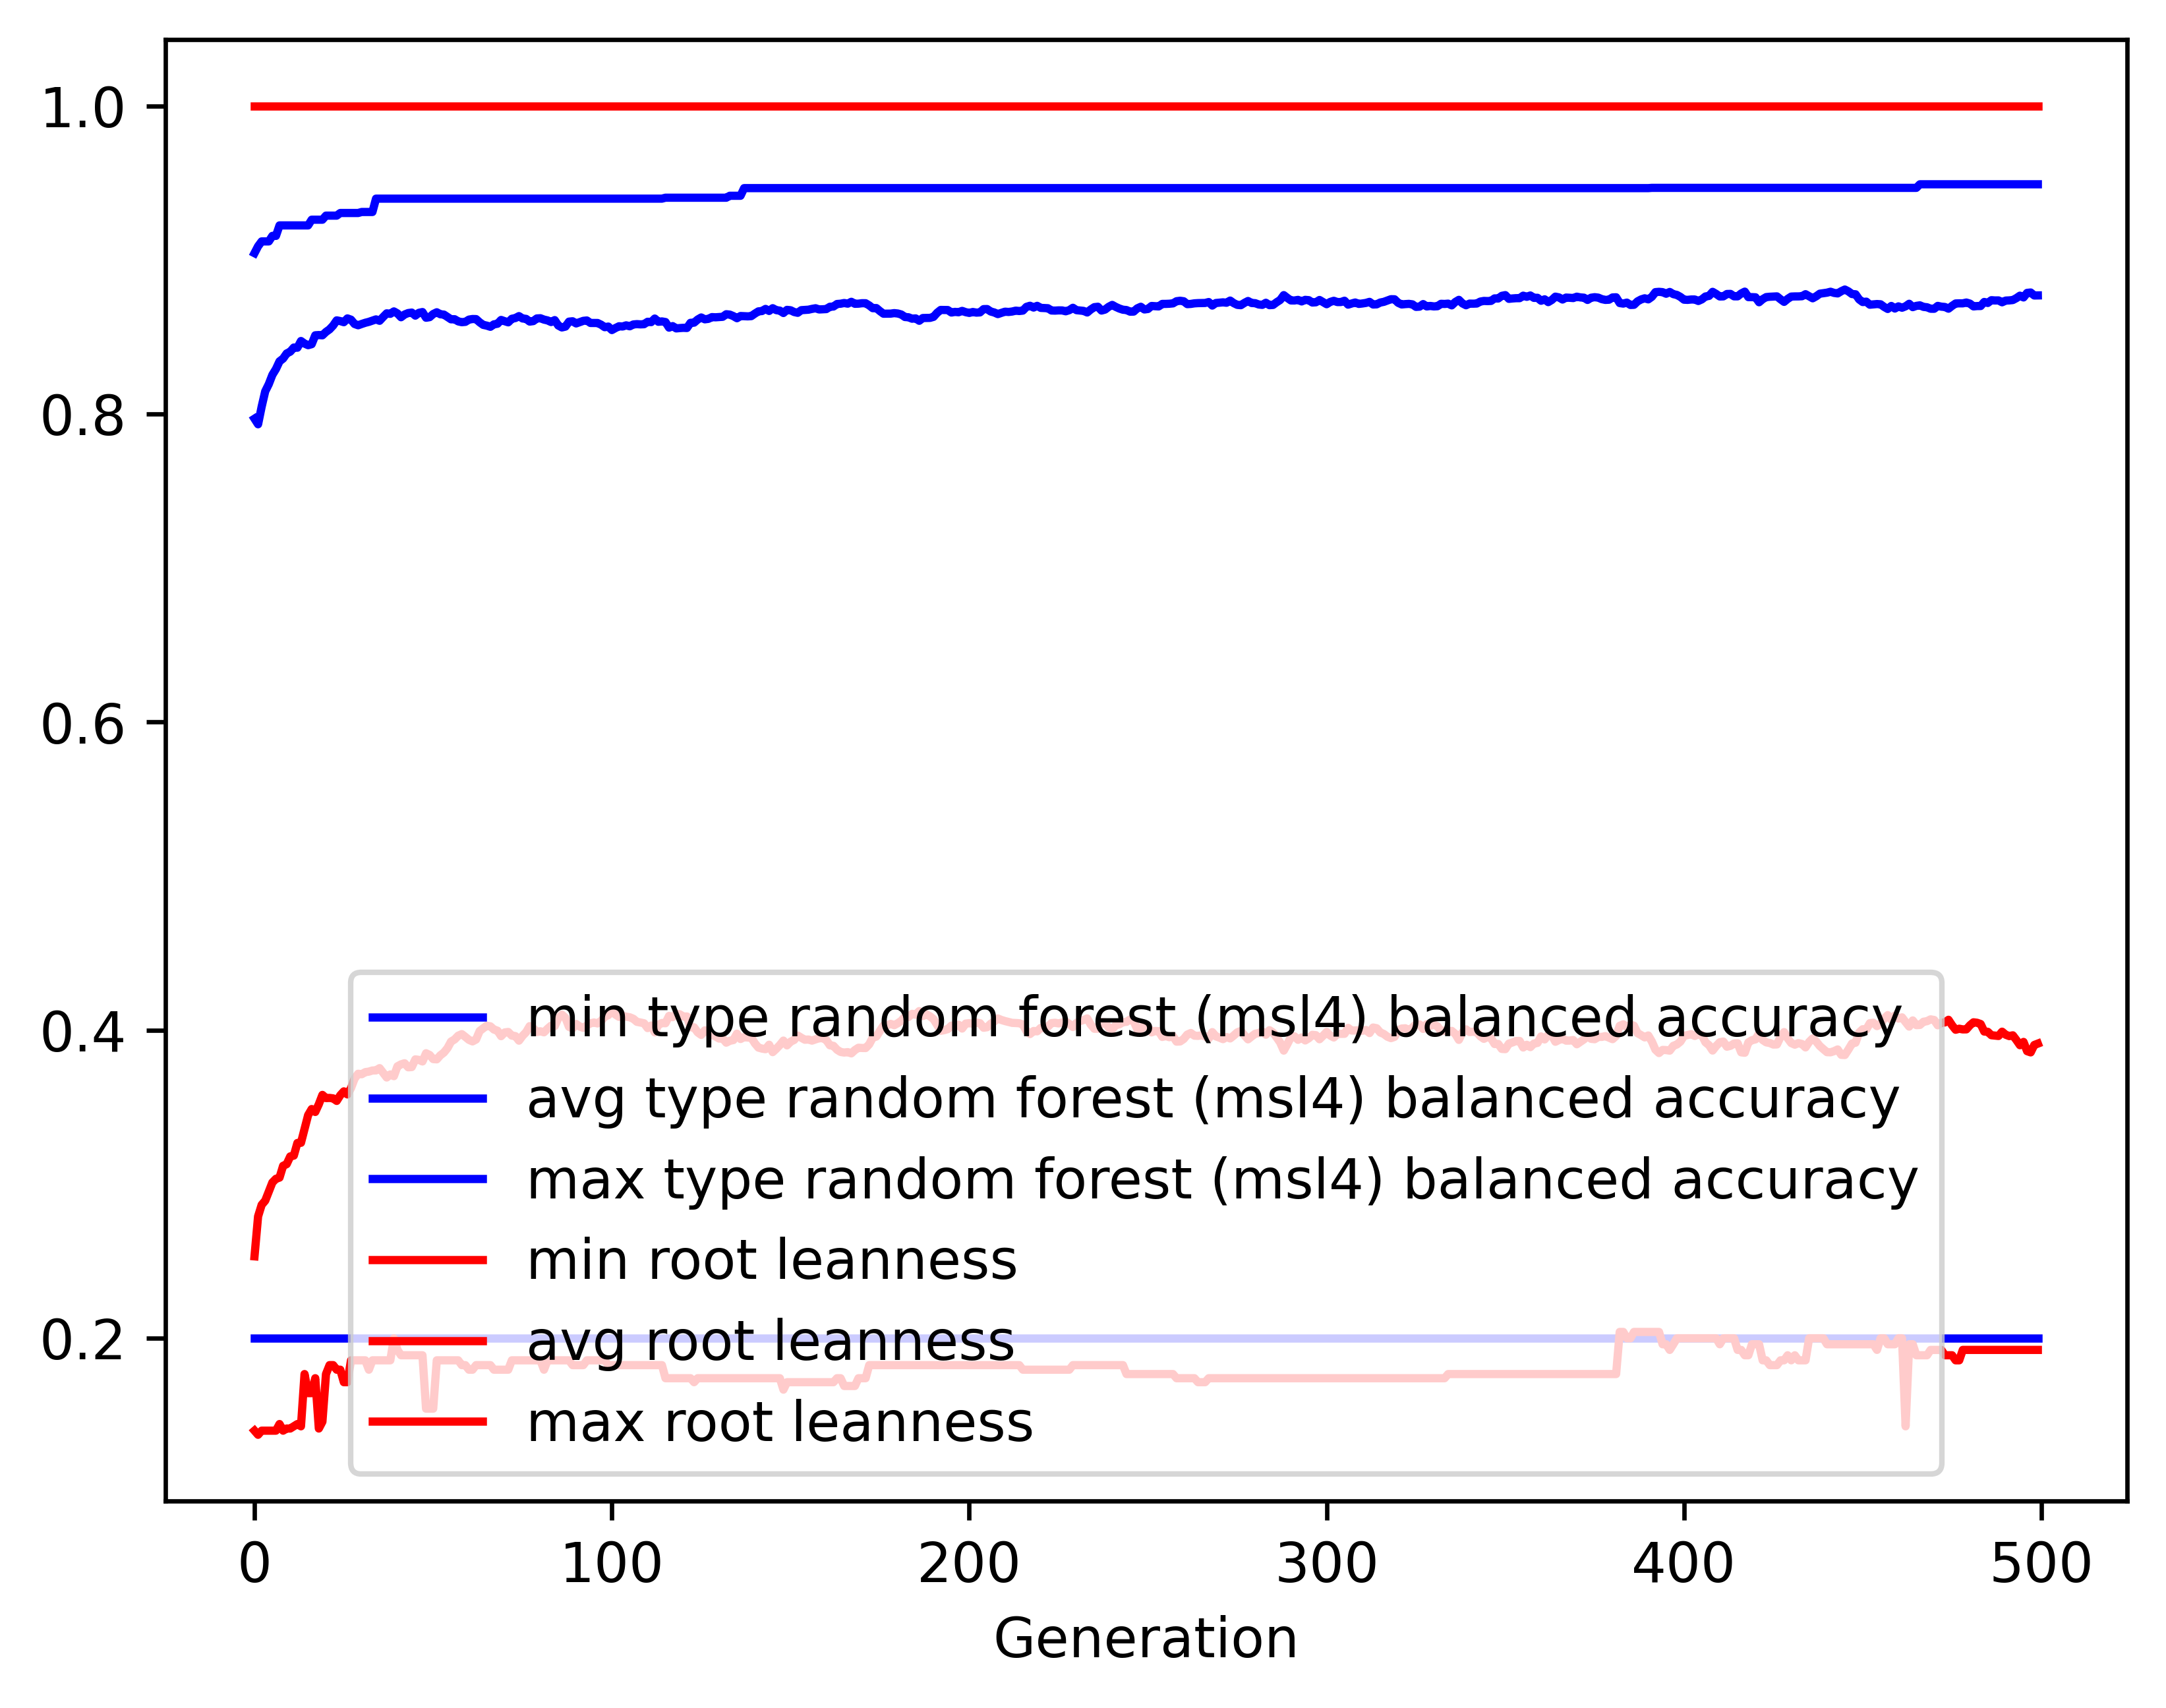 1.0
0.8
0.6
0.4
0.2
min type random forest (msl4) balanced accuracy
avg type random forest (msl4) balanced accuracy
max type random forest (msl4) balanced accuracy
min root leanness
avg root leanness
max root leanness
0 100 200 300 400 500
Generation